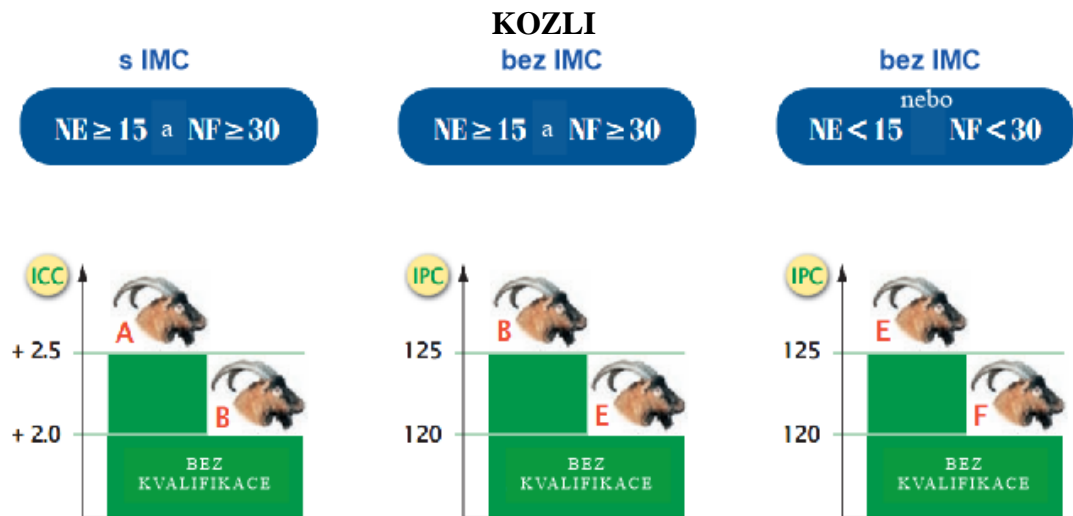 KOZLI
s IMC
NE ≥ 15 a NF ≥ 30
ICC
A
+ 2.5
B
+ 2.0
BEZ
KVALIFIKACE
bez IMC
NE ≥ 15 a NF ≥ 30
IPC
B
125
E
120
BEZ
KVALIFIKACE
bez IMC
nebo
NE < 15 NF < 30
IPC
E
125
F
120
BEZ
KVALIFIKACE